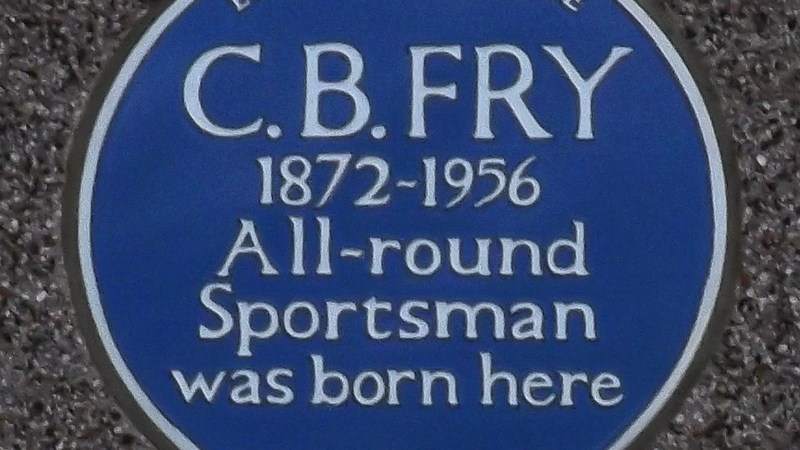 C.B.FRY
1872-1956
All-round
Sportsman
was born here